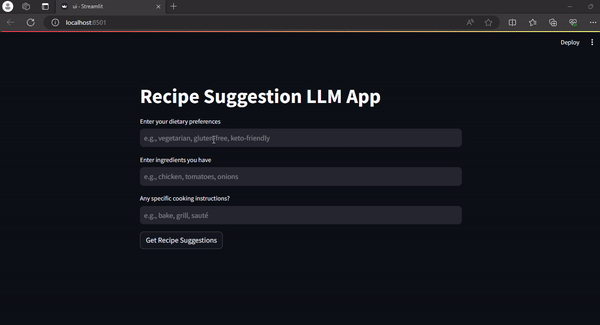 ui - Streamlit
localhost:8501
Deploy
Recipe Suggestion LLM App
Enter your dietary preferences
e.g., vegetarian, gluten-free, keto-friendly
Enter ingredients you have
e.g., chicken, tomatoes, onions
Any specific cooking instructions?
e.g., bake, grill, sauté
Get Recipe Suggestions